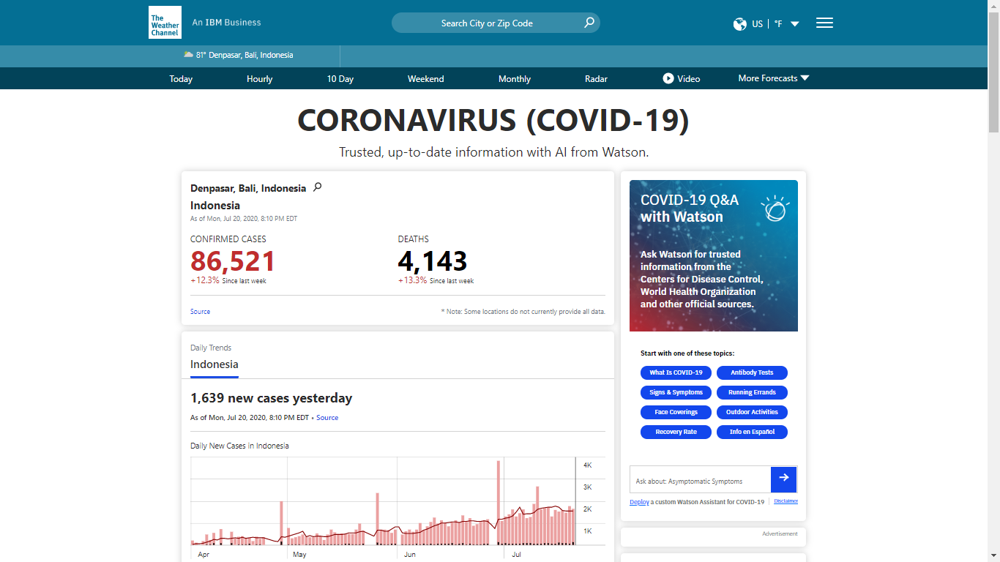 The
Weather
Channel
An IBM Business
Search City or Zip Code
US | °F
81° Denpasar, Bali, Indonesia
Today Hourly 10 Day Weekend Monthly Radar Video More Forecasts
CORONAVIRUS (COVID-19)
Trusted, up-to-date information with AI from Watson.
Denpasar, Bali, Indonesia
Indonesia
As of Mon, Jul 20, 2020, 8:10 PM EDT
CONFIRMED CASES DEATHS
86,521 4,143
+12.3% Since last week +13.3% Since last week
Source * Note: Some locations do not currently provide all data.
Daily Trends
Indonesia
1,639 new cases yesterday
As of Mon, Jul 20, 2020, 8:10 PM EDT • Source
Daily New Cases in Indonesia
4K
3K
2K
1K
Apr May Jun Jul
COVID-19 Q&A
with Watson
Ask Watson for trusted
information from the
Centers for Disease Control,
World Health Organization
and other official sources.
Start with one of these topics:
What Is COVID-19 Antibody Tests
Signs & Symptoms Running Errands
Face Coverings Outdoor Activities
Recovery Rate Info en Español
Ask about: Asymptomatic Symptoms
Deploy a custom Watson Assistant for COVID-19 | Disclaimer
Advertisement